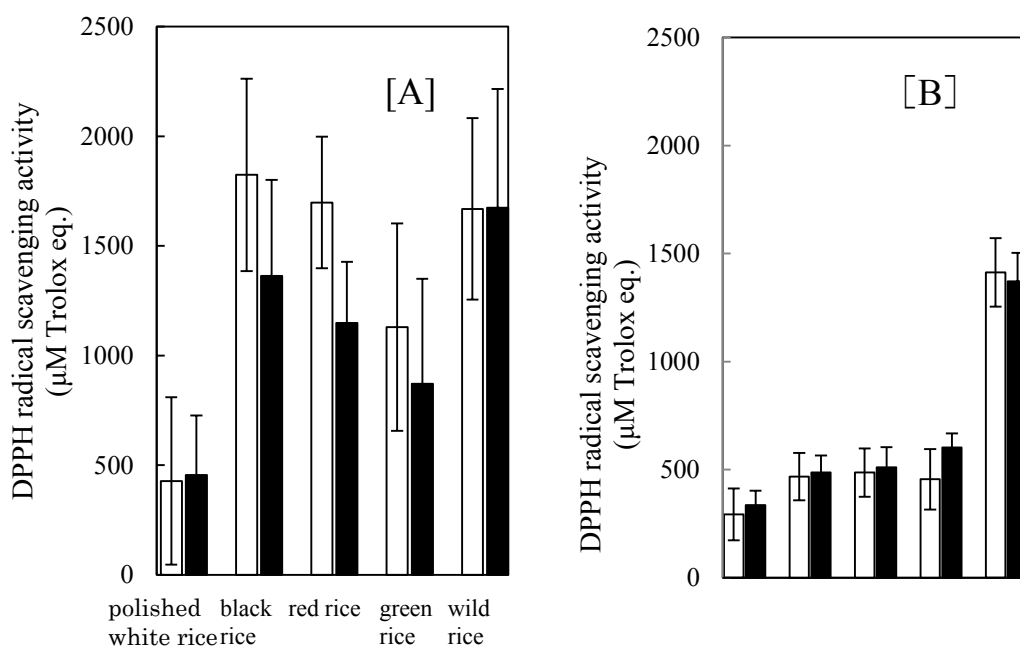 2500
2000
1500
1000
500
0
DPPH radical scavenging activity
(µM Trolox eq.)
[A]
polished
white rice
black
rice
red rice
green
rice
wild
rice
2500
2000
1500
1000
500
0
DPPH radical scavenging activity
(µM Trolox eq.)
[B]